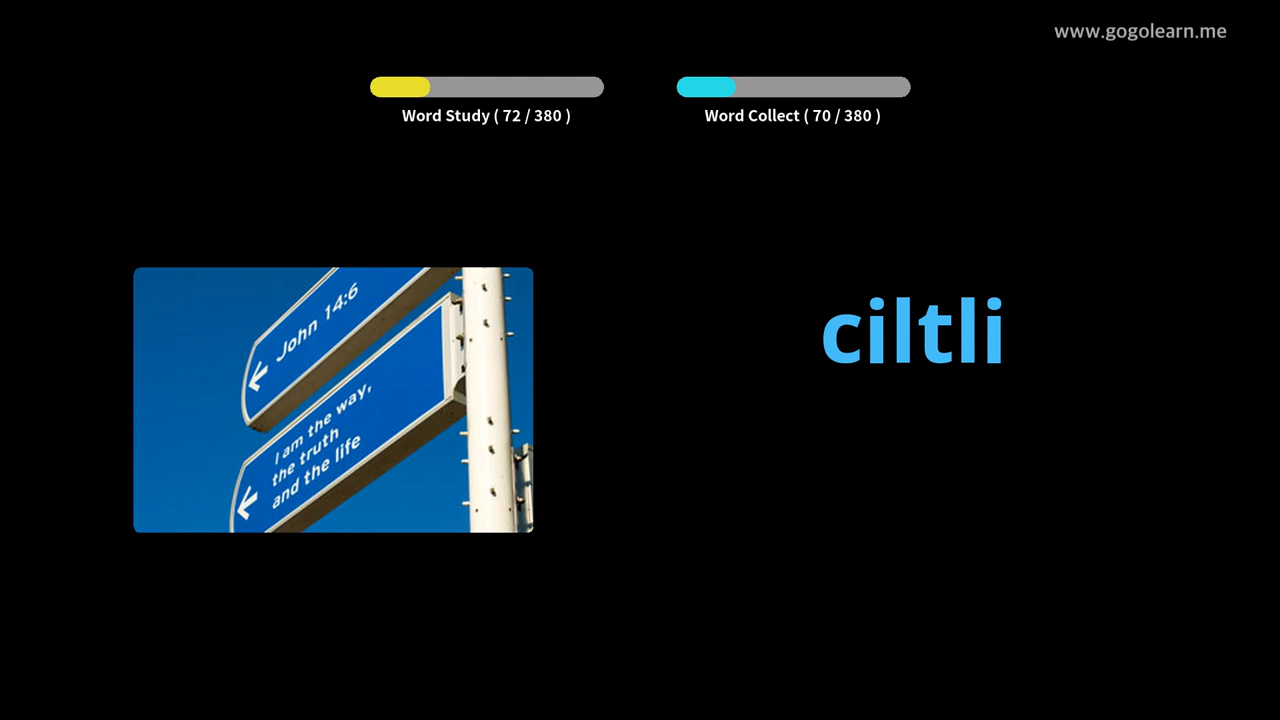 www.gogolearn.me
Word Study ( 72 / 380 )
Word Collect ( 70 / 380 )
John 14:6
I am the way,
the truth
and the life
ciltli